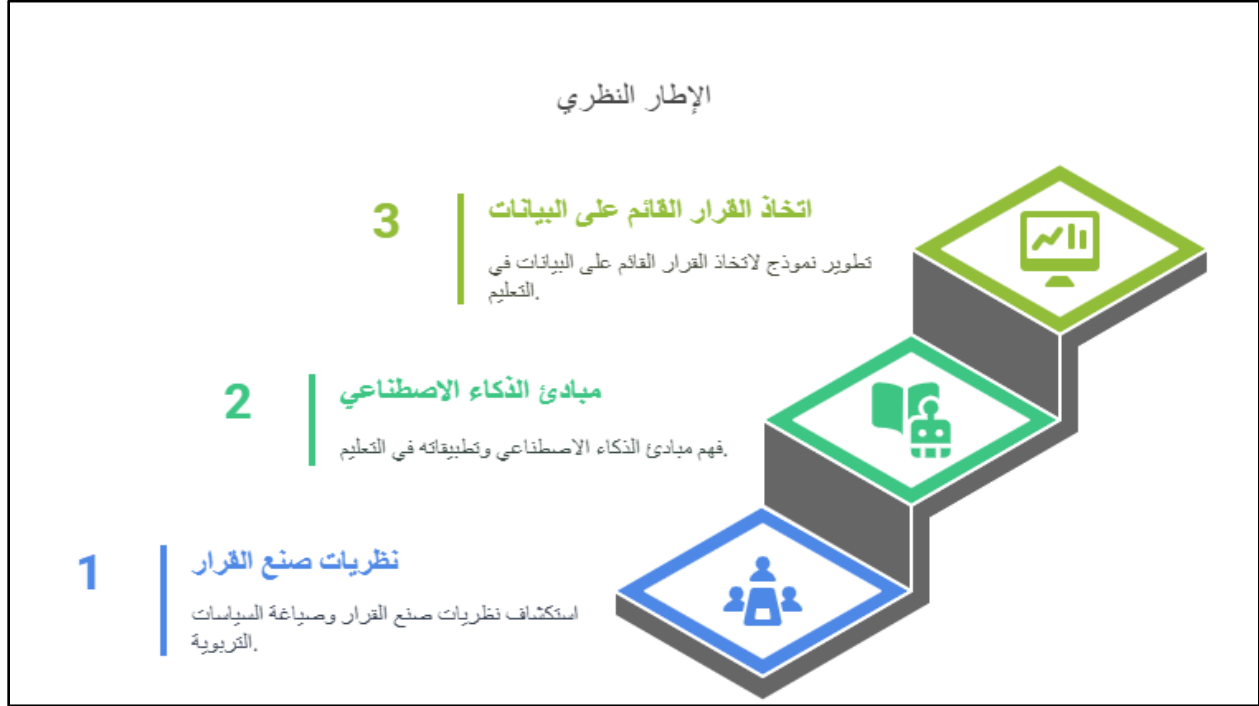 الإطار النظري
3
اتخاذ القرار القائم على البيانات
تطوير نموذج لاتخاذ القرار القائم على البيانات في
التعليم.
2
مبادئ الذكاء الاصطناعي
فهم مبادئ الذكاء الاصطناعي وتطبيقاته في التعليم.
1
نظريات صنع القرار
استكشاف نظريات صنع القرار وصياغة السياسات
التربوية.